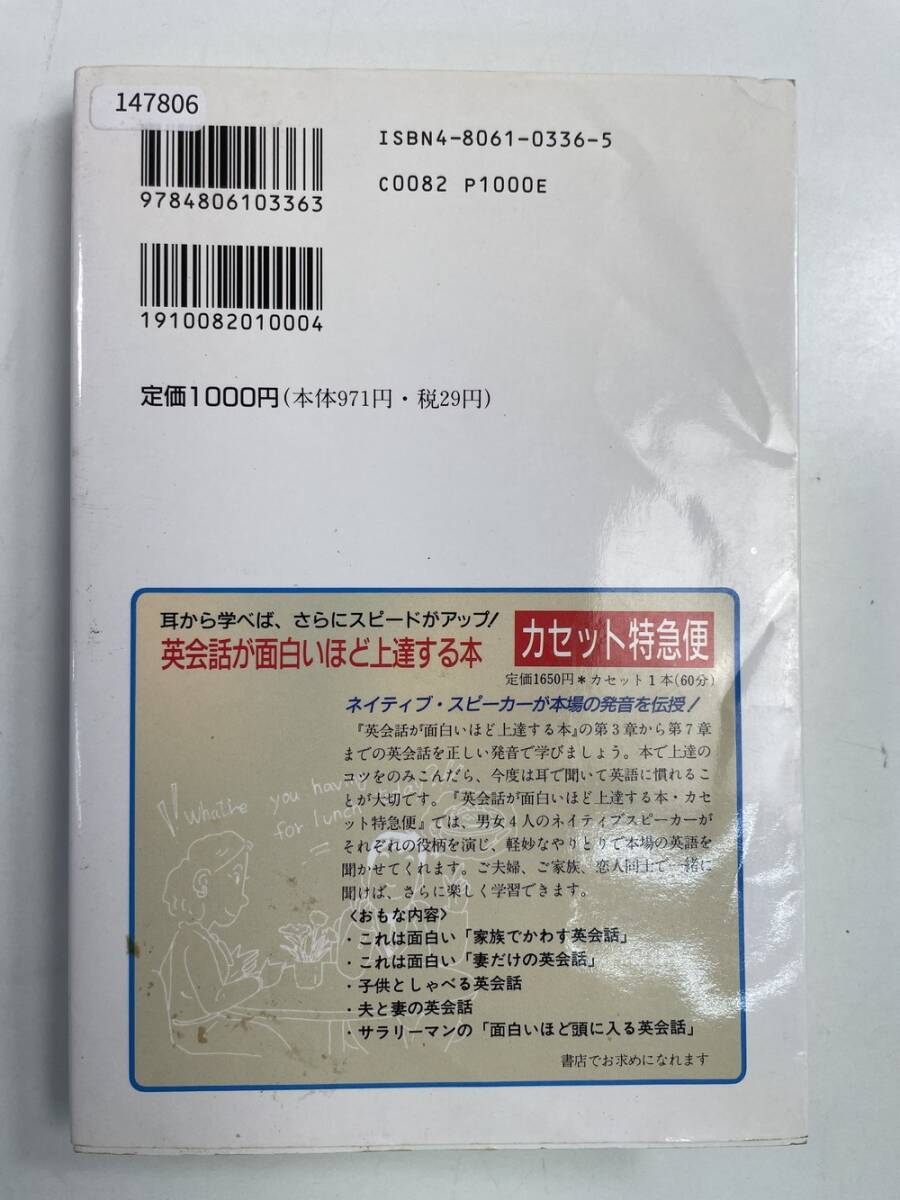 147806
ISBN4-8061-0336-5
9784806103363
C0082 P1000E
1910082010004
定価1000円(本体971円・税29円)
耳から学べば、さらにスピードがアップ!
英会話が面白いほど上達する本
カセット特急便
定価1650円*カセット1本(60分)
ネイティブ・スピーカーが本場の発音を伝授!
『英会話が面白いほど上達する本』の第3章から第7章
までの英会話を正しい発音で学びましょう。本で上達の
コツをのみこんだら、今度は耳で聞いて英語に慣れるこ
とが大切です。『英会話が面白いほど上達する本・カセ
ット特急便』では、男女4人のネイティブスピーカーが
それぞれの役柄を演じ、軽妙なやりとりで本場の英語を
聞かせてくれます。ご夫婦、ご家族、恋人同士で一緒に
聞けば、さらに楽しく学習できます。
you having
for lunch
〈おもな内容〉
・これは面白い「家族でかわす英会話」
・これは面白い「妻だけの英会話」
・子供としゃべる英会話
・夫と妻の英会話
・サラリーマンの「面白いほど頭に入る英会話」
書店でお求めになれます